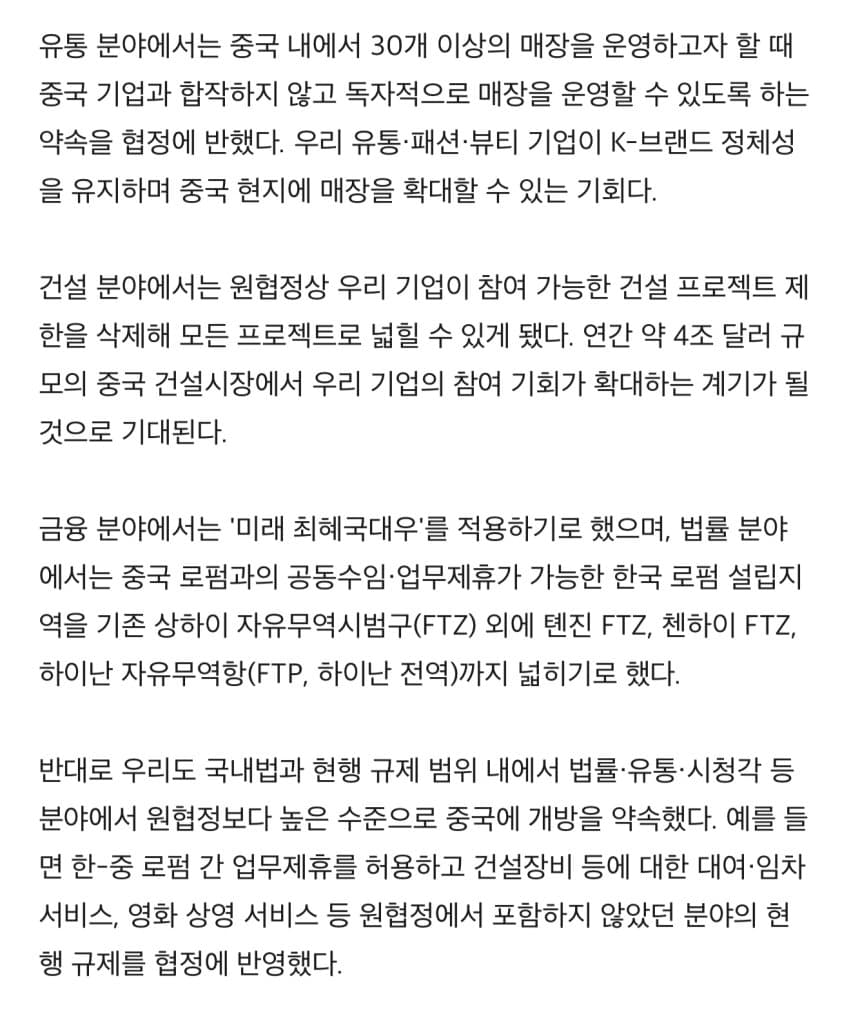 유통 분야에서는 중국 내에서 30개 이상의 매장을 운영하고자 할 때
중국 기업과 합작하지 않고 독자적으로 매장을 운영할 수 있도록 하는
약속을 협정에 반했다. 우리 유통·패션·뷰티 기업이 K-브랜드 정체성
을 유지하며 중국 현지에 매장을 확대할 수 있는 기회다.
건설 분야에서는 원협정상 우리 기업이 참여 가능한 건설 프로젝트 제
한을 삭제해 모든 프로젝트로 넓힐 수 있게 됐다. 연간 약 4조 달러 규
모의 중국 건설시장에서 우리 기업의 참여 기회가 확대하는 계기가 될
것으로 기대된다.
금융 분야에서는 '미래 최혜국대우'를 적용하기로 했으며, 법률 분야
에서는 중국 로펌과의 공동수임·업무제휴가 가능한 한국 로펌 설립지
역을 기존 상하이 자유무역시범구(FTZ) 외에 톈진 FTZ, 첸하이 FTZ,
하이난 자유무역항(FTP, 하이난 전역)까지 넓히기로 했다.
반대로 우리도 국내법과 현행 규제 범위 내에서 법률·유통·시청각 등
분야에서 원협정보다 높은 수준으로 중국에 개방을 약속했다. 예를 들
면 한-중 로펌 간 업무제휴를 허용하고 건설장비 등에 대한 대여·임차
서비스, 영화 상영 서비스 등 원협정에서 포함하지 않았던 분야의 현
행 규제를 협정에 반영했다.